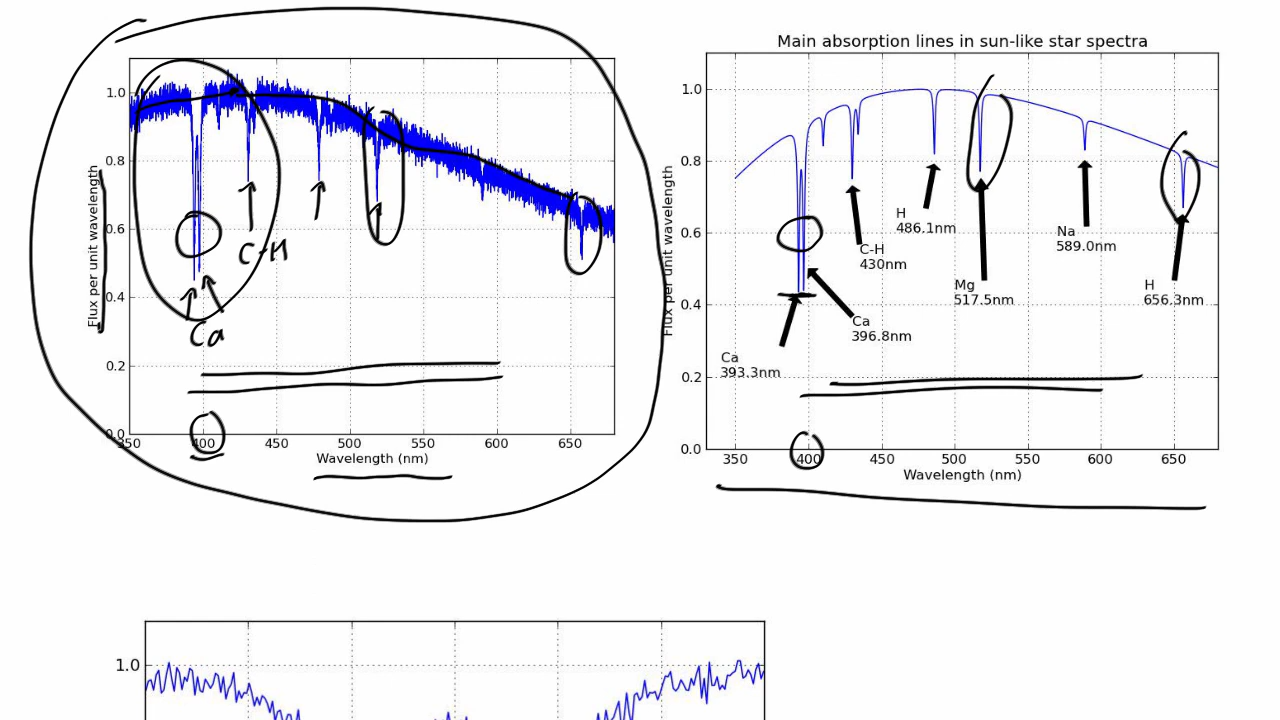 Main absorption lines in sun-like star spectra
1.0
0.8
0.6
0.4
0.2
0.0
Flux per unit wavelength
C-H
Ca
350
400
450
500
550
600
650
Wavelength (nm)
1.0
0.8
0.6
0.4
0.2
0.0
Flux per unit wavelength
H
486.1nm
C-H
430nm
Na
589.0nm
Mg
517.5nm
H
656.3nm
Ca
396.8nm
Ca
393.3nm
350
400
450
500
550
600
650
Wavelength (nm)
1.0